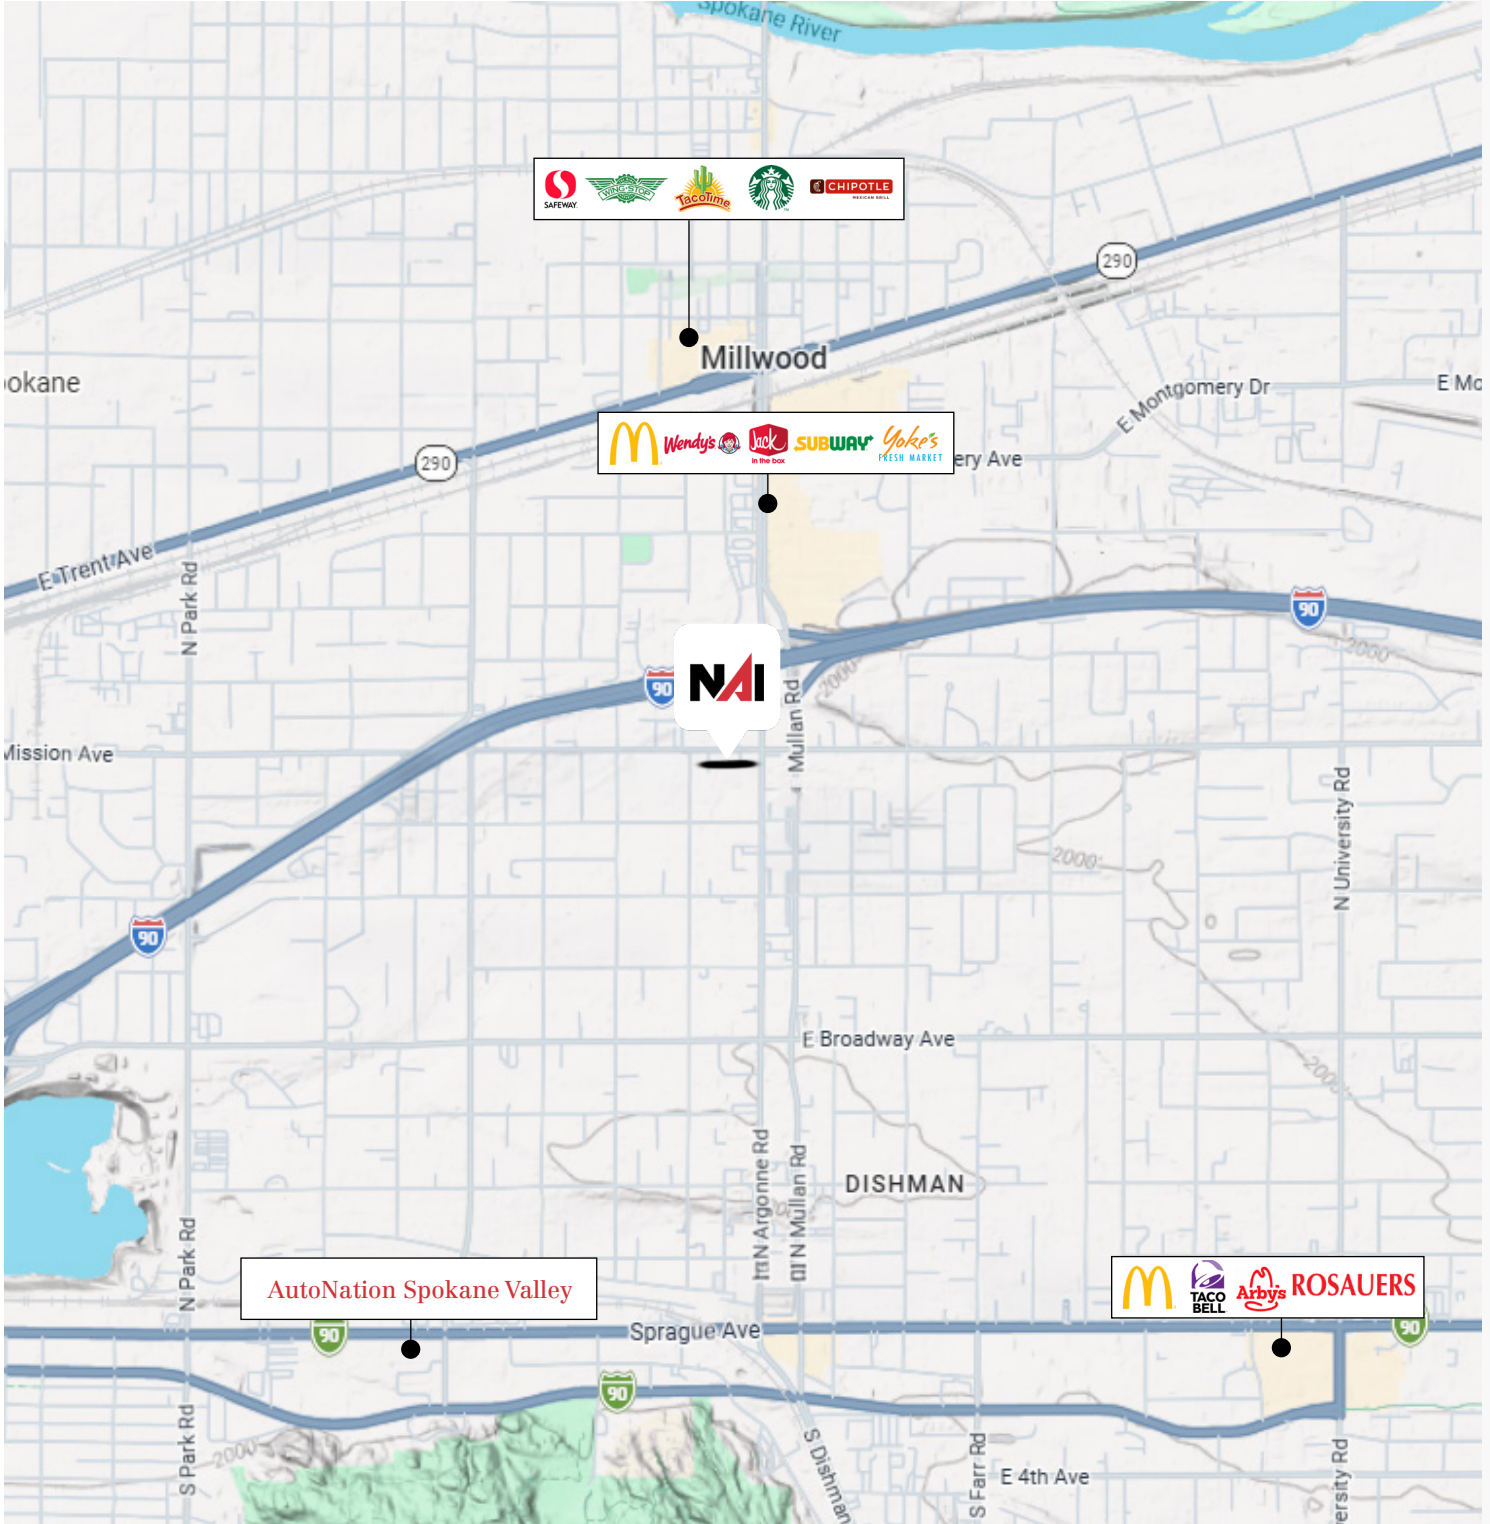 Spokane River
SAFEWAY
WING·STOP
TacoTime
CHIPOTLE
MEXICAN GRILL
290
Millwood
okane
E Montgomery Dr
E Mo
Wendy's
Jack
in the box
SUBWAY
Yoke's
FRESH MARKET
ery Ave
290
E Trent Ave
N Park Rd
90
2000
90
NAI
2000
Mullan Rd
Mission Ave
N University Rd
2000
90
E Broadway Ave
2000
N Argonne Rd
N Mullan Rd
DISHMAN
N Park Rd
AutoNation Spokane Valley
TACO
BELL
Arby's
ROSAUERS
90
Sprague Ave
90
90
S Park Rd
2000
S Dishman
S Farr Rd
E 4th Ave
ersity Rd